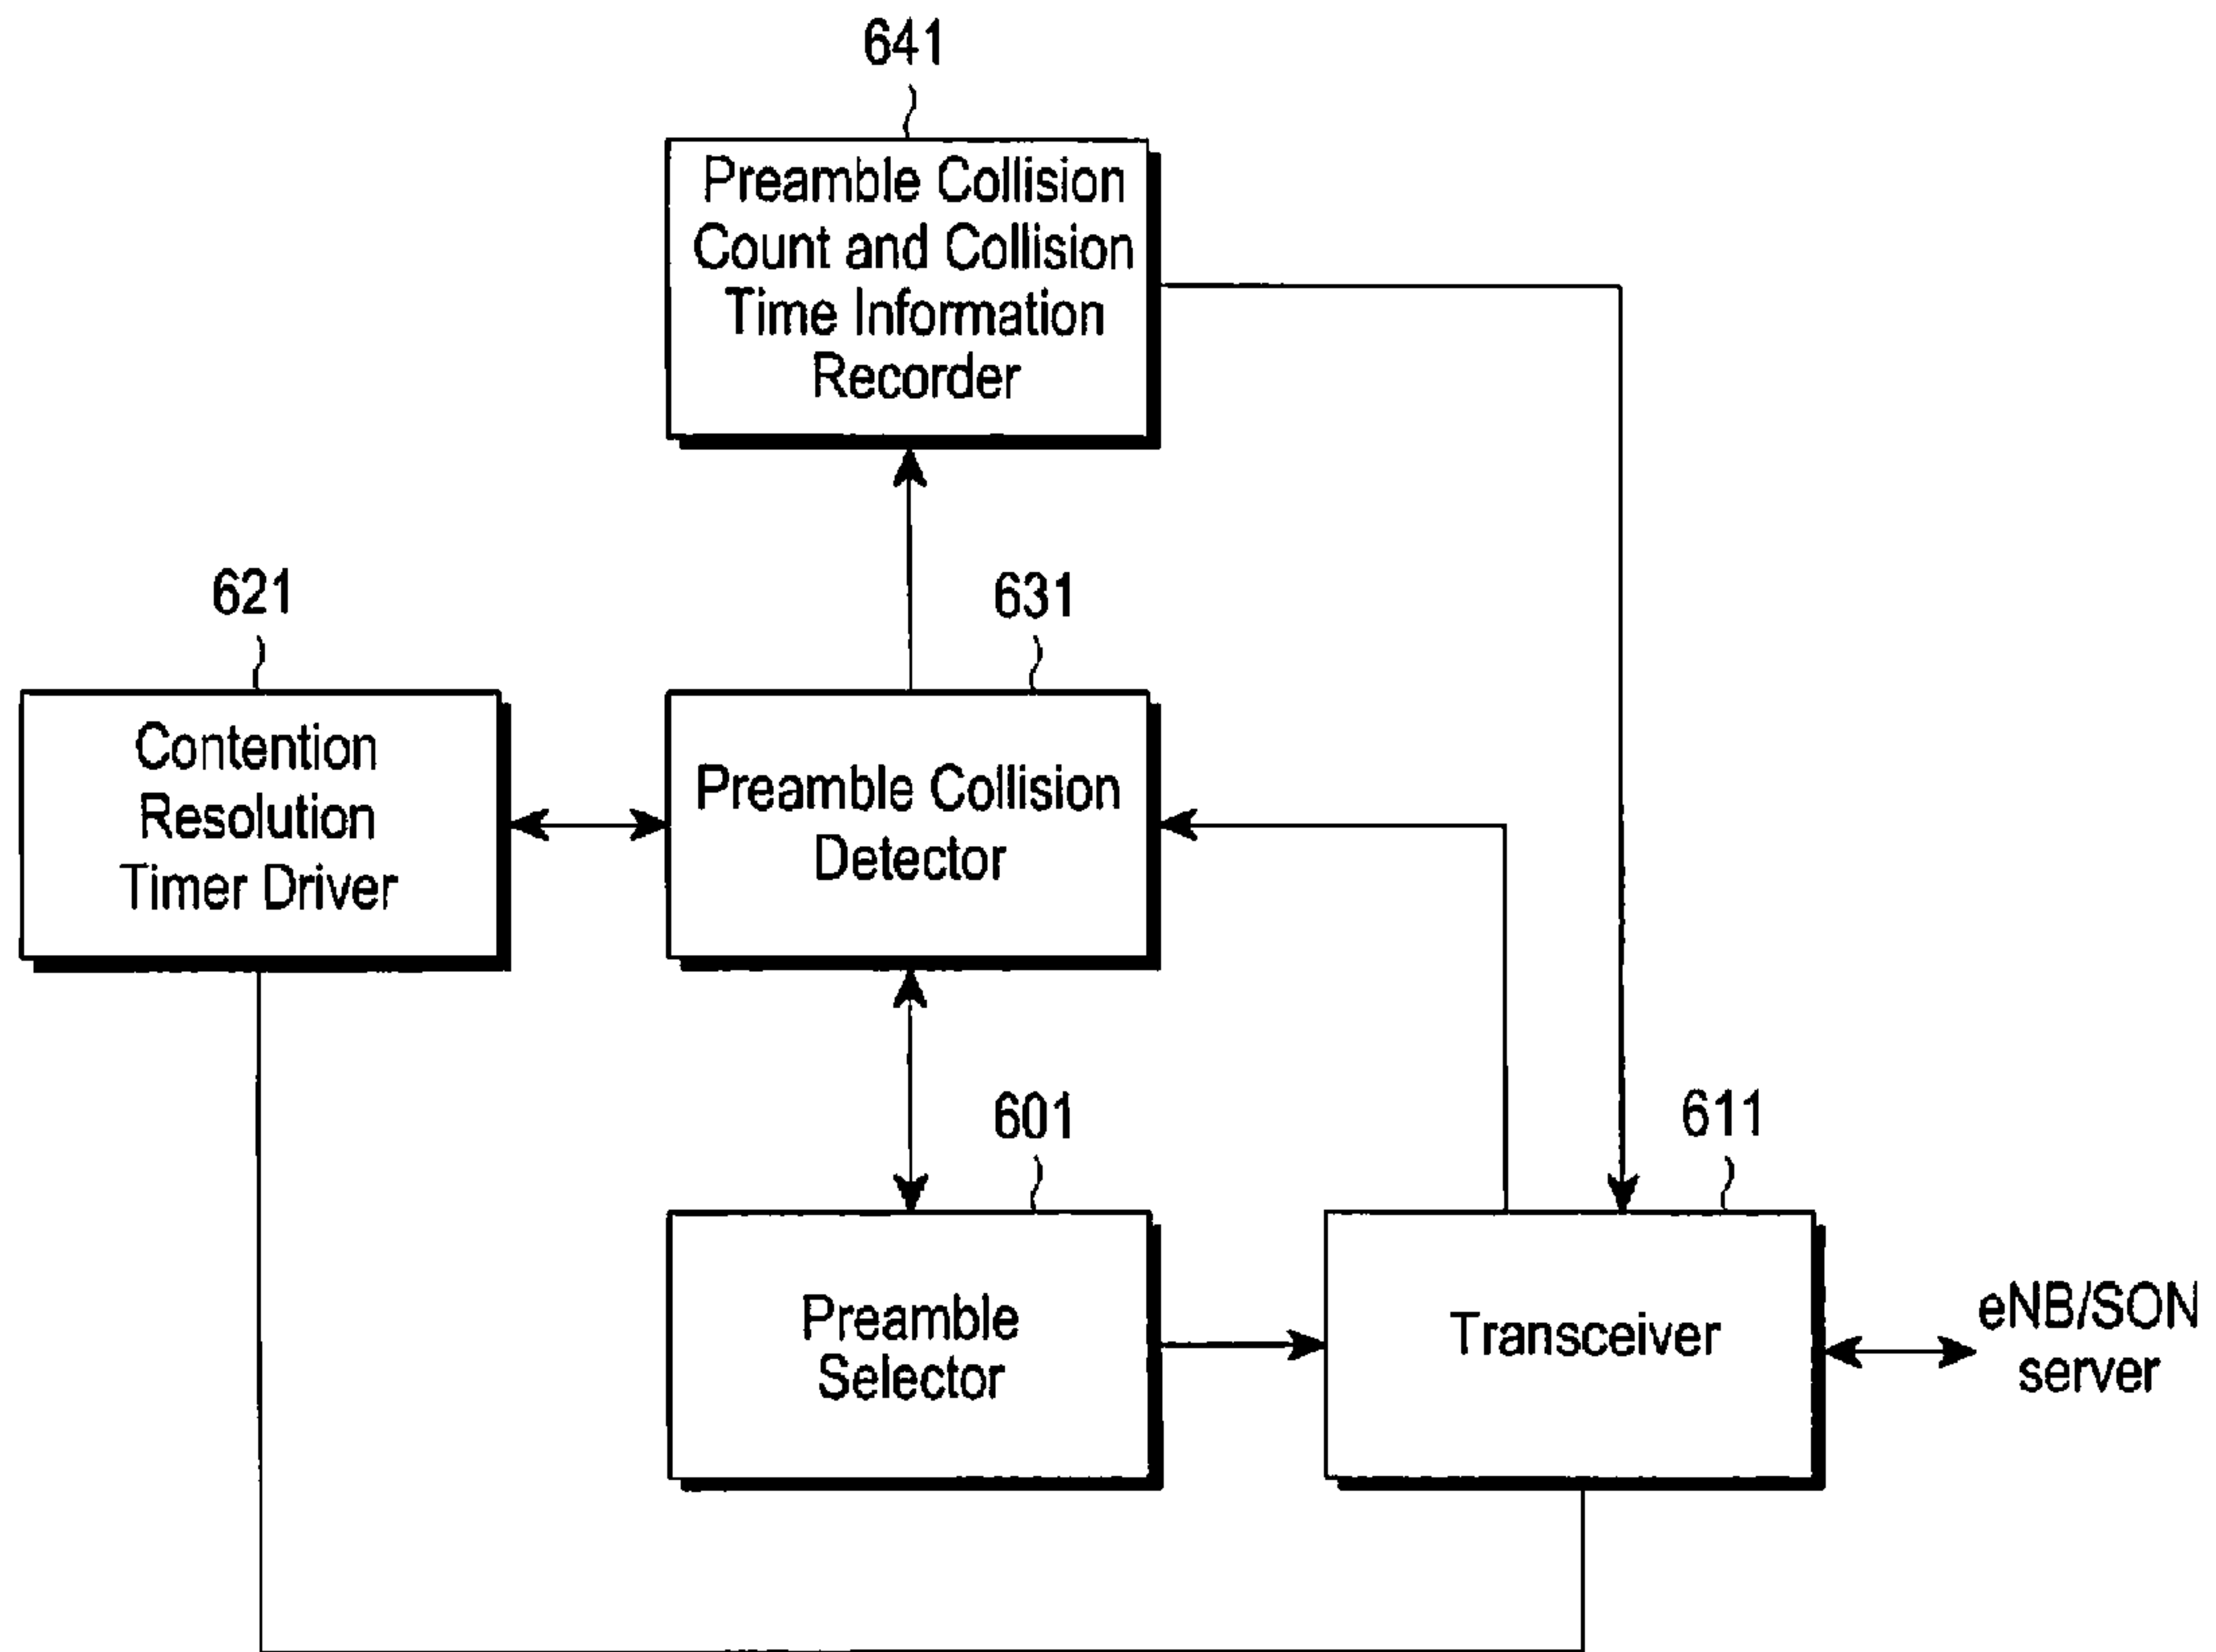 641
Preamble Collision
Count and Collision
Time Information
Recorder
621
631
Contention
Resolution
Timer Driver
Preamble Collision
Detector
601
611
Preamble
Selector
Transceiver
eNB/SON
server